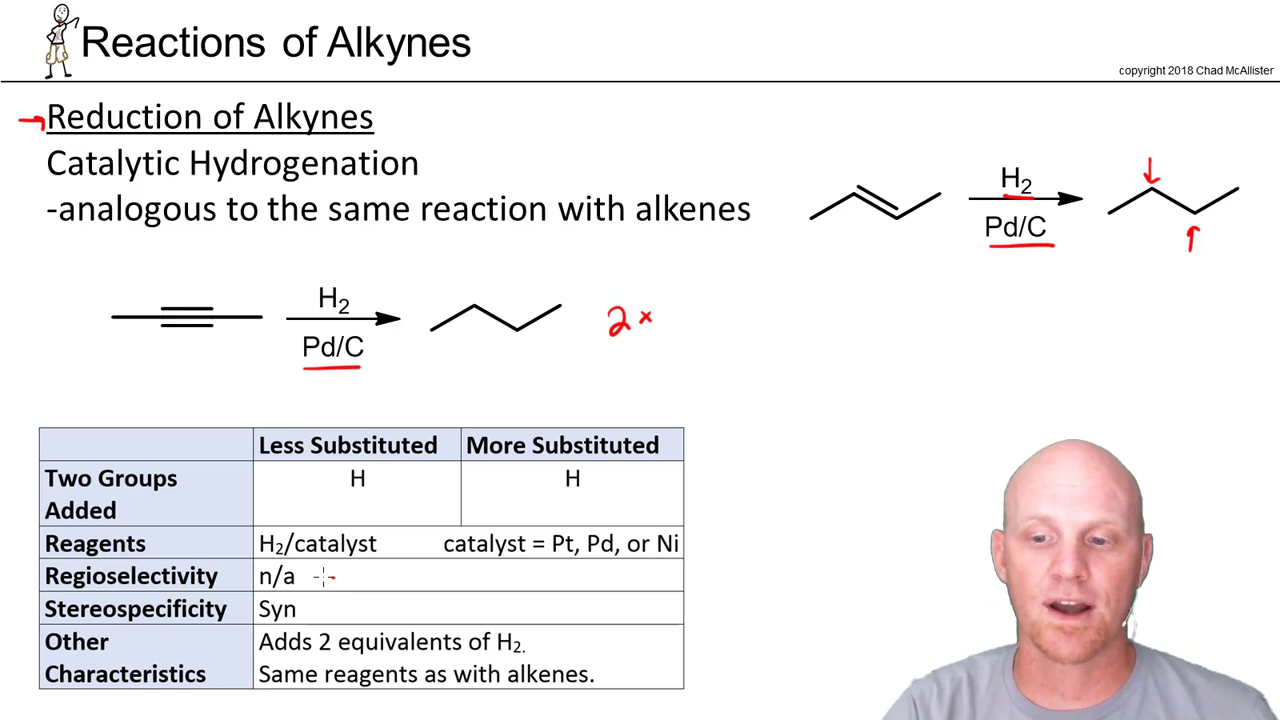 Reactions of Alkynes
copyright 2018 Chad McAllister
Reduction of Alkynes
Catalytic Hydrogenation
-analogous to the same reaction with alkenes
H2
Pd/C
H2
Pd/C
2 ×
Less Substituted More Substituted
Two Groups Added H H
Reagents H2/catalyst catalyst = Pt, Pd, or Ni
Regioselectivity n/a
Stereospecificity Syn
Other Adds 2 equivalents of H2.
Characteristics Same reagents as with alkenes.